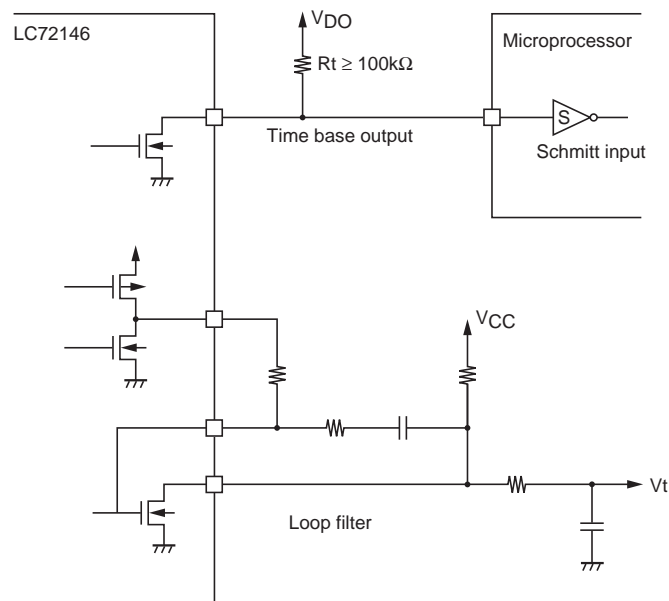 LC72146
VDO
Rt ≥ 100kΩ
Microprocessor
S
Time base output
Schmitt input
VCC
Vt
Loop filter